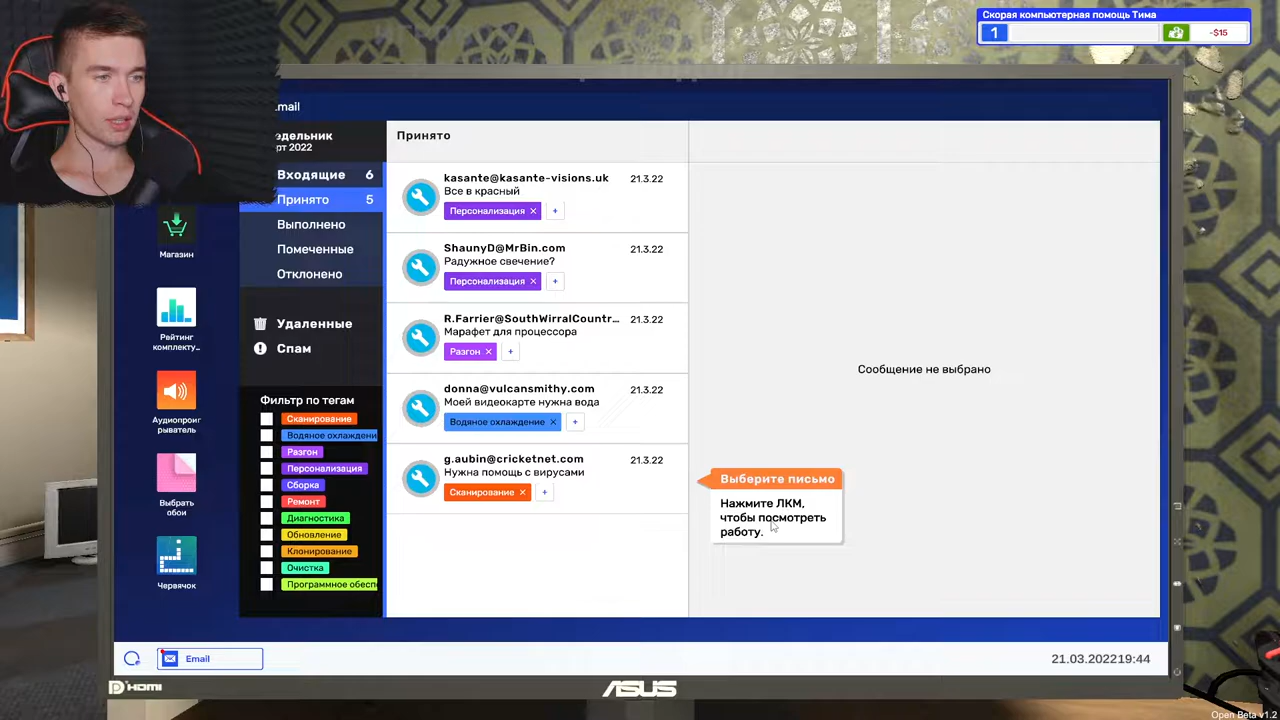 Скорая компьютерная помощь Тима
1
-$15
.mail
едельник
рт 2022
Принято
Входящие 6
Принято 5
Выполнено
Помеченные
Отклонено
Удаленные
Спам
Фильтр по тегам
Сканирование
Водяное охлаждени
Разгон
Персонализация
Сборка
Ремонт
Диагностика
Обновление
Клонирование
Очистка
Программное обесп
Магазин
Рейтинг
комплекту...
Аудиопроиг
рыватель
Выбрать
обои
Червячок
kasante@kasante-visions.uk 21.3.22
Все в красный
Персонализация × +
ShaunyD@MrBin.com 21.3.22
Радужное свечение?
Персонализация × +
R.Farrier@SouthWirralCountr... 21.3.22
Марафет для процессора
Разгон × +
donna@vulcansmithy.com 21.3.22
Моей видеокарте нужна вода
Водяное охлаждение × +
g.aubin@cricketnet.com 21.3.22
Нужна помощь с вирусами
Сканирование × +
Сообщение не выбрано
Выберите письмо
Нажмите ЛКМ,
чтобы посмотреть
работу.
Email
21.03.202219:44
HDMI
ASUS
Open Beta v1.2